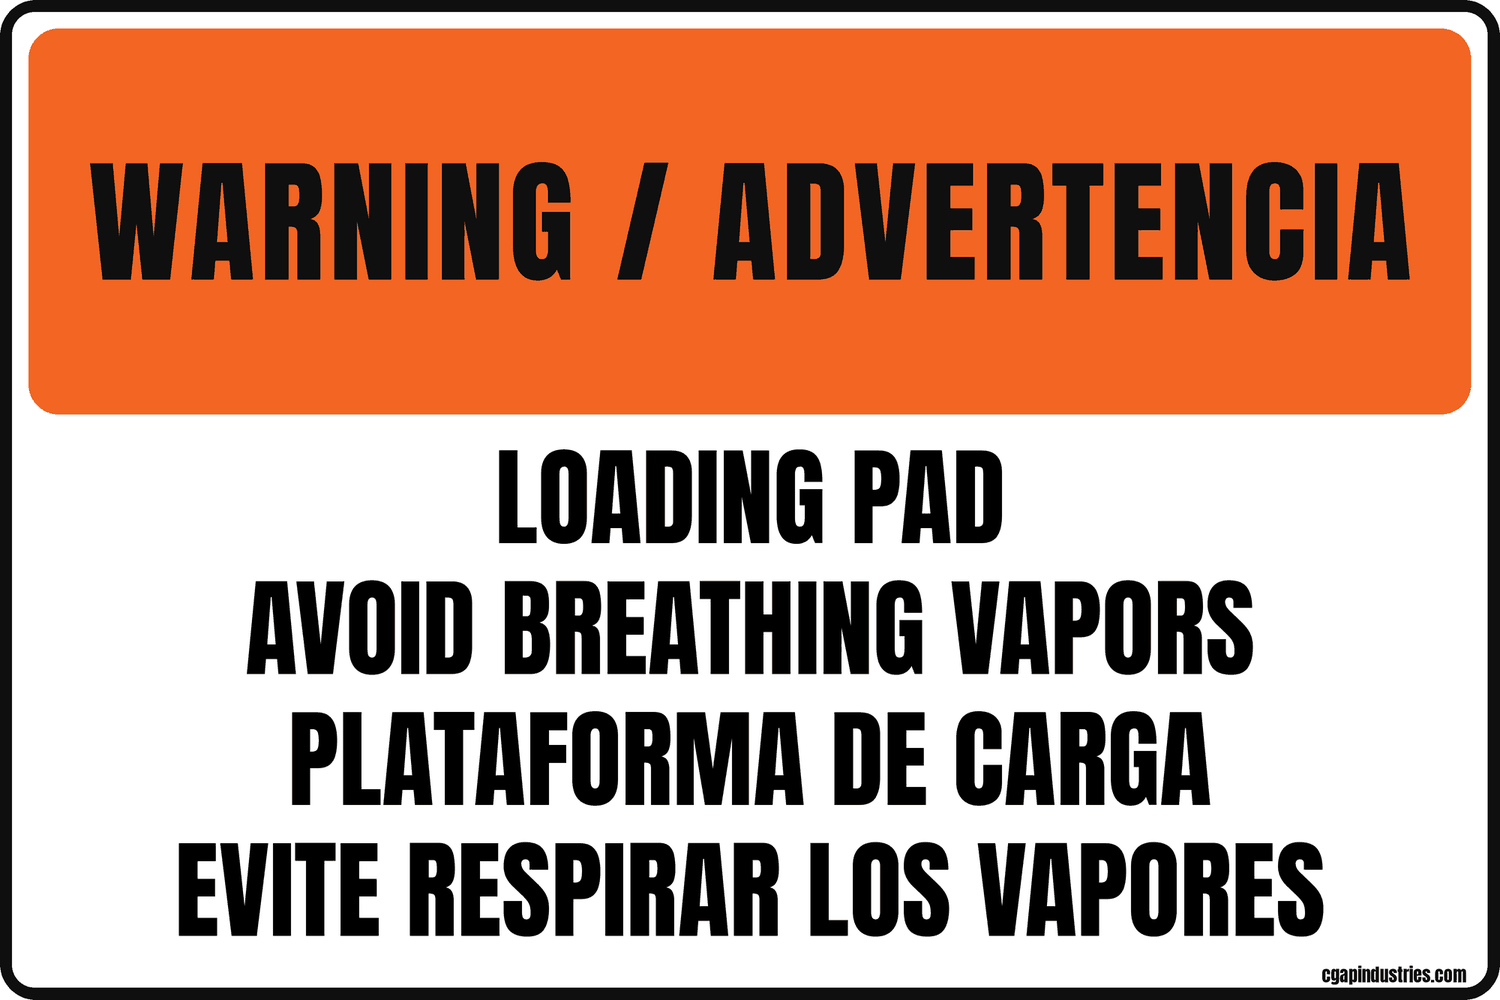 WARNING / ADVERTENCIA
LOADING PAD
AVOID BREATHING VAPORS
PLATAFORMA DE CARGA
EVITE RESPIRAR LOS VAPORES
cgapindustries.com